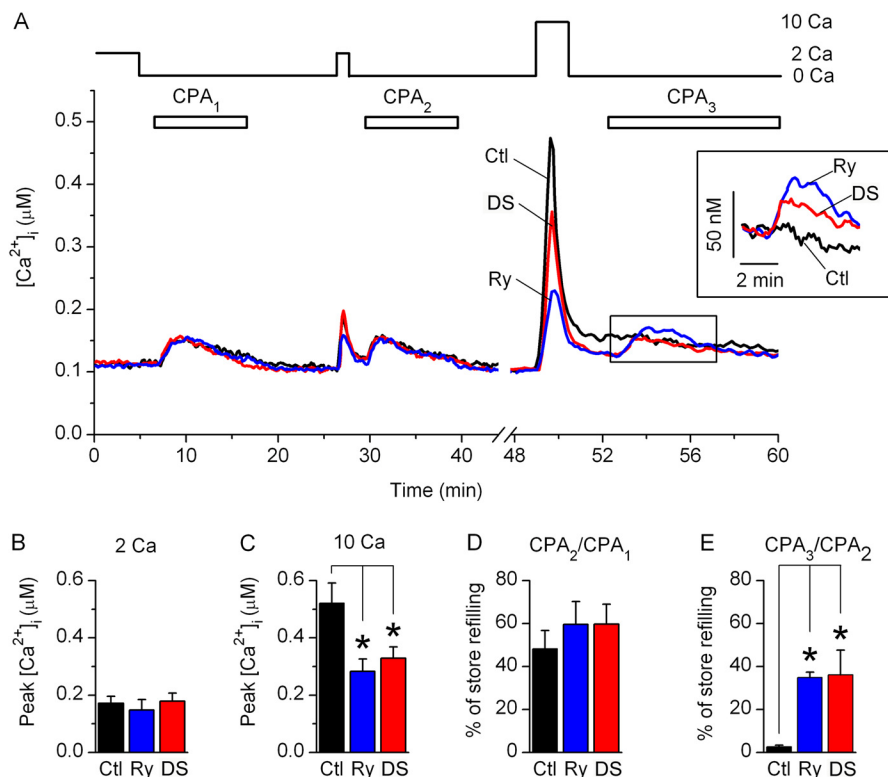 A
10 Ca
2 Ca
0 Ca
CPA1
CPA2
CPA3
0.5
0.4
0.3
0.2
0.1
0.0
[Ca2+]i (μM)
Ctl
DS
Ry
Ry
DS
Ctl
50 nM
2 min
0 10 20 30 40 48 52 56 60
Time (min)
B 2 Ca
C 10 Ca
D CPA2/CPA1
E CPA3/CPA2
Peak [Ca2+]i (μM)
0.6
0.4
0.2
0.0
Ctl Ry DS
Peak [Ca2+]i (μM)
0.6
0.4
0.2
0.0
* *
Ctl Ry DS
% of store refilling
80
60
40
20
0
Ctl Ry DS
% of store refilling
80
60
40
20
0
* *
Ctl Ry DS